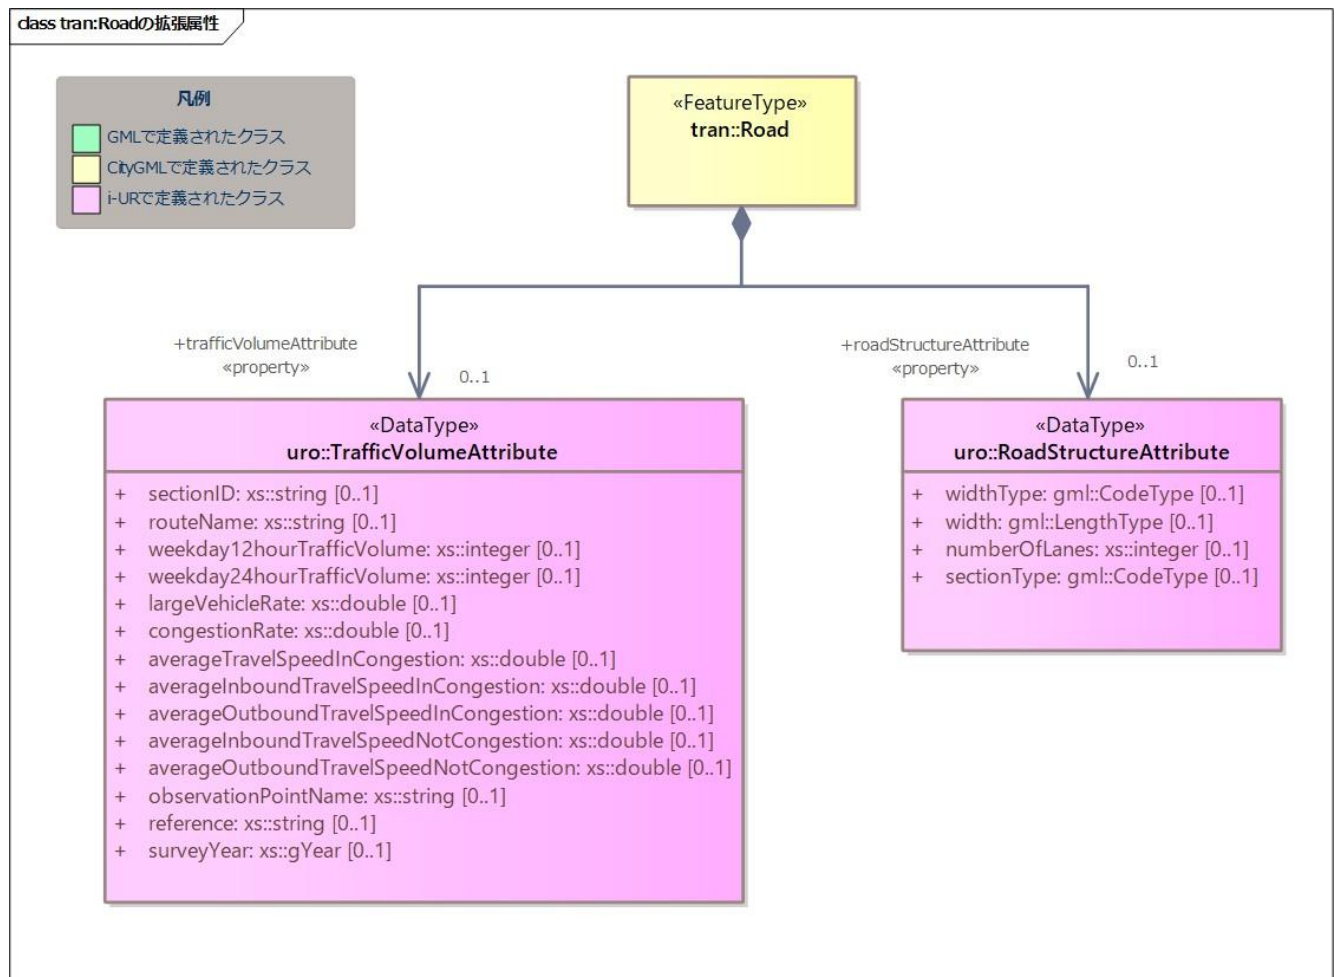 class tran:Roadの拡張属性
凡例
GMLで定義されたクラス
CityGMLで定義されたクラス
i-URで定義されたクラス
«FeatureType»
tran::Road
+trafficVolumeAttribute
«property»
0..1
+roadStructureAttribute
«property»
0..1
«DataType»
uro::TrafficVolumeAttribute
+ sectionID: xs::string [0..1]
+ routeName: xs::string [0..1]
+ weekday12hourTrafficVolume: xs::integer [0..1]
+ weekday24hourTrafficVolume: xs::integer [0..1]
+ largeVehicleRate: xs::double [0..1]
+ congestionRate: xs::double [0..1]
+ averageTravelSpeedInCongestion: xs::double [0..1]
+ averageInboundTravelSpeedInCongestion: xs::double [0..1]
+ averageOutboundTravelSpeedInCongestion: xs::double [0..1]
+ averageInboundTravelSpeedNotCongestion: xs::double [0..1]
+ averageOutboundTravelSpeedNotCongestion: xs::double [0..1]
+ observationPointName: xs::string [0..1]
+ reference: xs::string [0..1]
+ surveyYear: xs::gYear [0..1]
«DataType»
uro::RoadStructureAttribute
+ widthType: gml::CodeType [0..1]
+ width: gml::LengthType [0..1]
+ numberOfLanes: xs::integer [0..1]
+ sectionType: gml::CodeType [0..1]